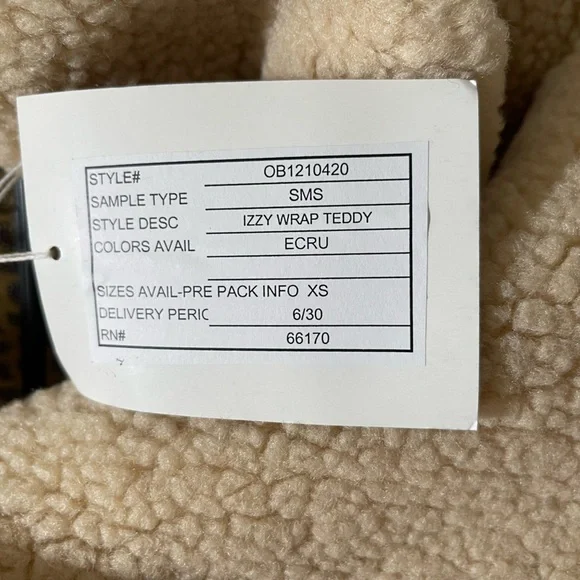 STYLE# OB1210420
SAMPLE TYPE SMS
STYLE DESC IZZY WRAP TEDDY
COLORS AVAIL ECRU
SIZES AVAIL-PRE PACK INFO XS
DELIVERY PERIC 6/30
RN# 66170